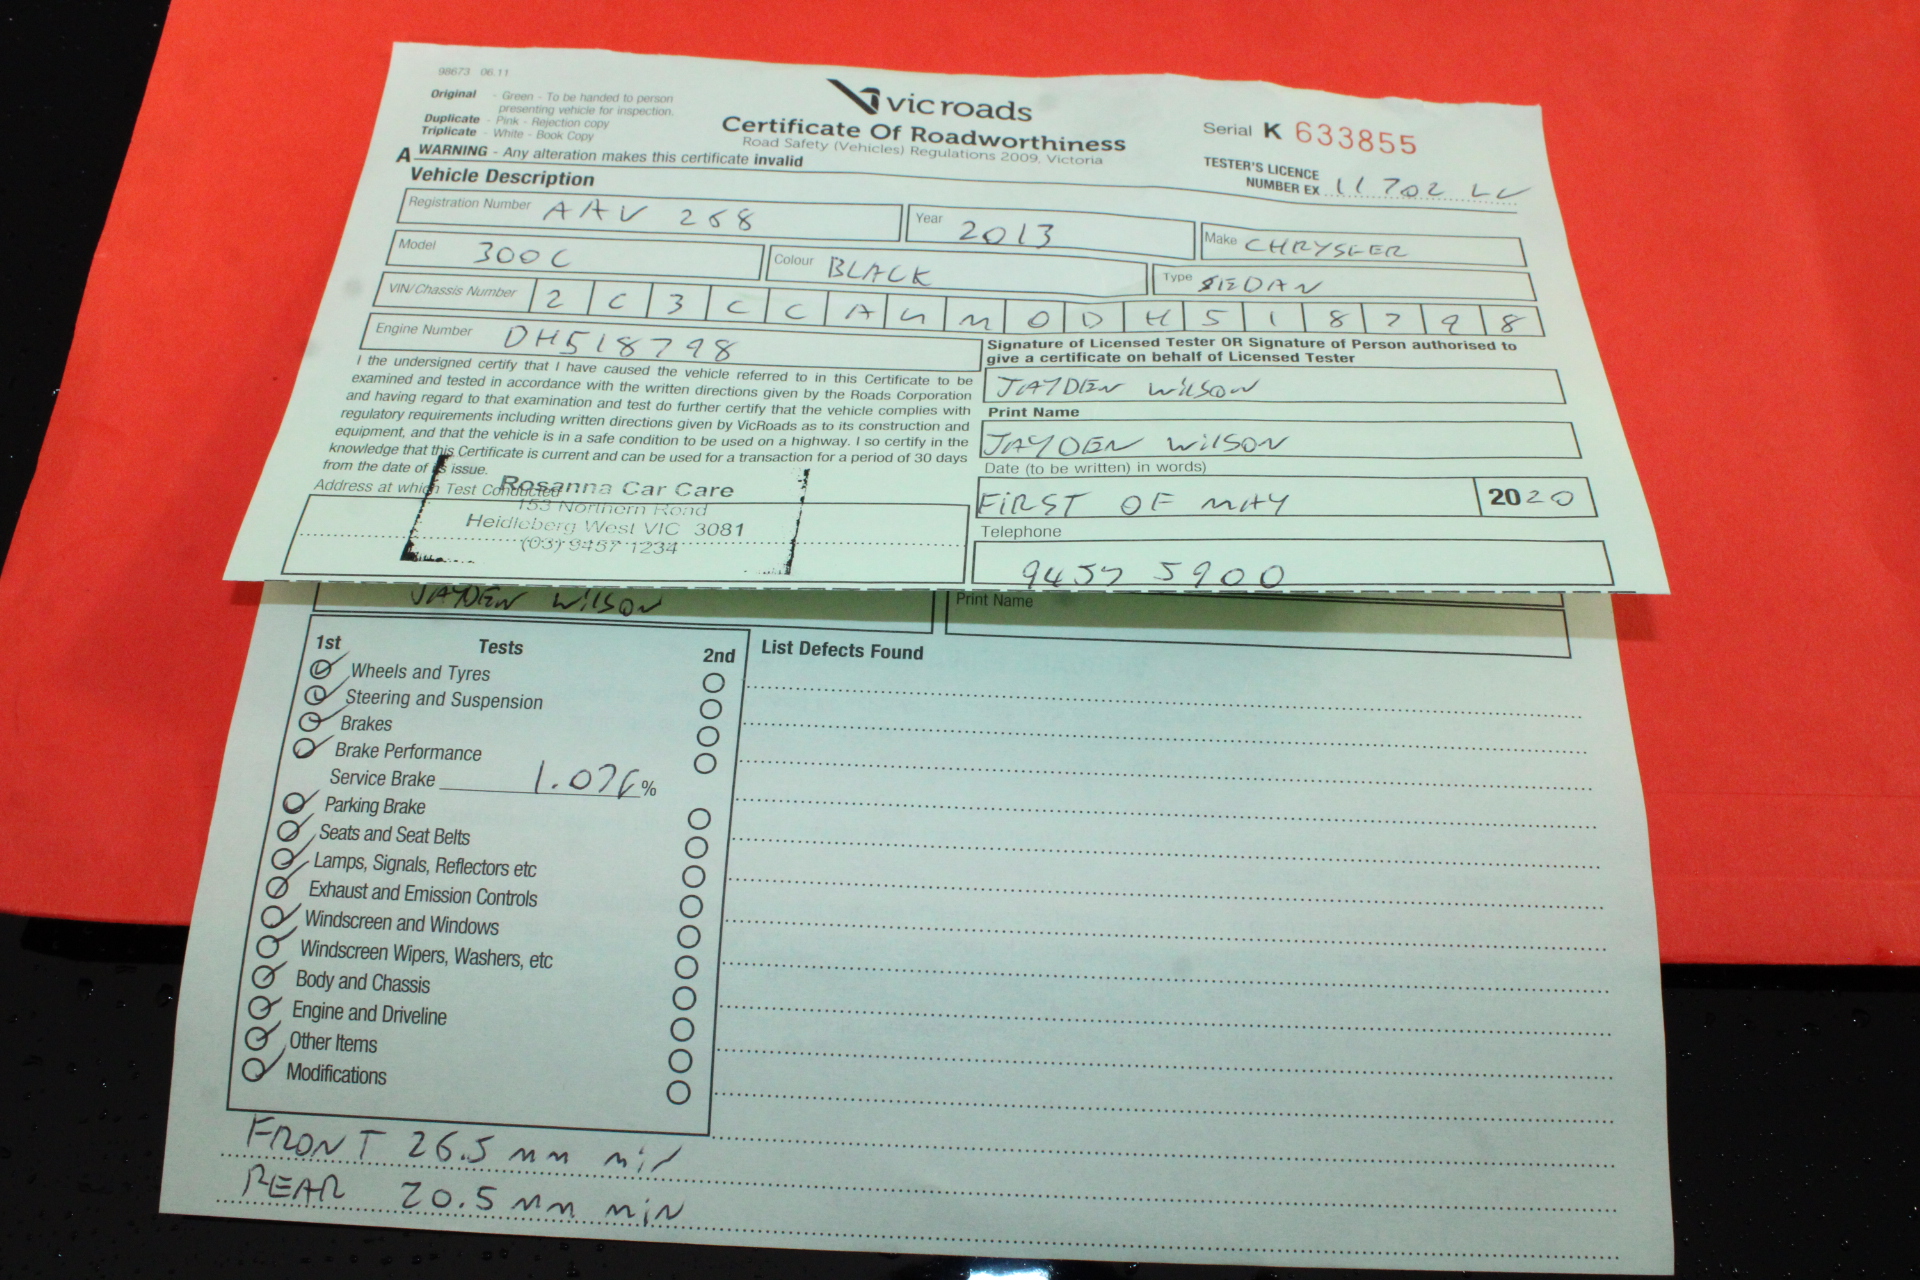 98673 06.11
Original - Green - To be handed to person
presenting vehicle for inspection.
Duplicate - Pink - Rejection copy
Triplicate - White - Book Copy
vicroads
Certificate Of Roadworthiness
Road Safety (Vehicles) Regulations 2009, Victoria
Serial K 633855
A WARNING - Any alteration makes this certificate invalid
TESTER'S LICENCE
NUMBER EX 11702 LV
Vehicle Description
Registration Number AAV 268
Year 2013
Make CHRYSLER
Model 300C
Colour BLACK
Type SEDAN
VIN/Chassis Number 2 C 3 C C A M 0 D H 5 1 8 7 9 8
Engine Number DH518798
Signature of Licensed Tester OR Signature of Person authorised to
give a certificate on behalf of Licensed Tester
JAYDEN WILSON
I the undersigned certify that I have caused the vehicle referred to in this Certificate to be
examined and tested in accordance with the written directions given by the Roads Corporation
and having regard to that examination and test do further certify that the vehicle complies with
regulatory requirements including written directions given by VicRoads as to its construction and
equipment, and that the vehicle is in a safe condition to be used on a highway. I so certify in the
knowledge that this Certificate is current and can be used for a transaction for a period of 30 days
from the date of its issue.
Print Name
JAYDEN WILSON
Date (to be written) in words)
FIRST OF MAY 2020
Address at which Test Conducted
Rosanna Car Care
153 Northern Road
Heidleberg West VIC 3081
(03) 9457 1234
Telephone
9457 5900
JAYDEN WILSON
Print Name
1st Tests 2nd
Wheels and Tyres
Steering and Suspension
Brakes
Brake Performance
Service Brake 1.076 %
Parking Brake
Seats and Seat Belts
Lamps, Signals, Reflectors etc
Exhaust and Emission Controls
Windscreen and Windows
Windscreen Wipers, Washers, etc
Body and Chassis
Engine and Driveline
Other Items
Modifications
List Defects Found
FRONT 26.5 mm min
REAR 20.5 mm min